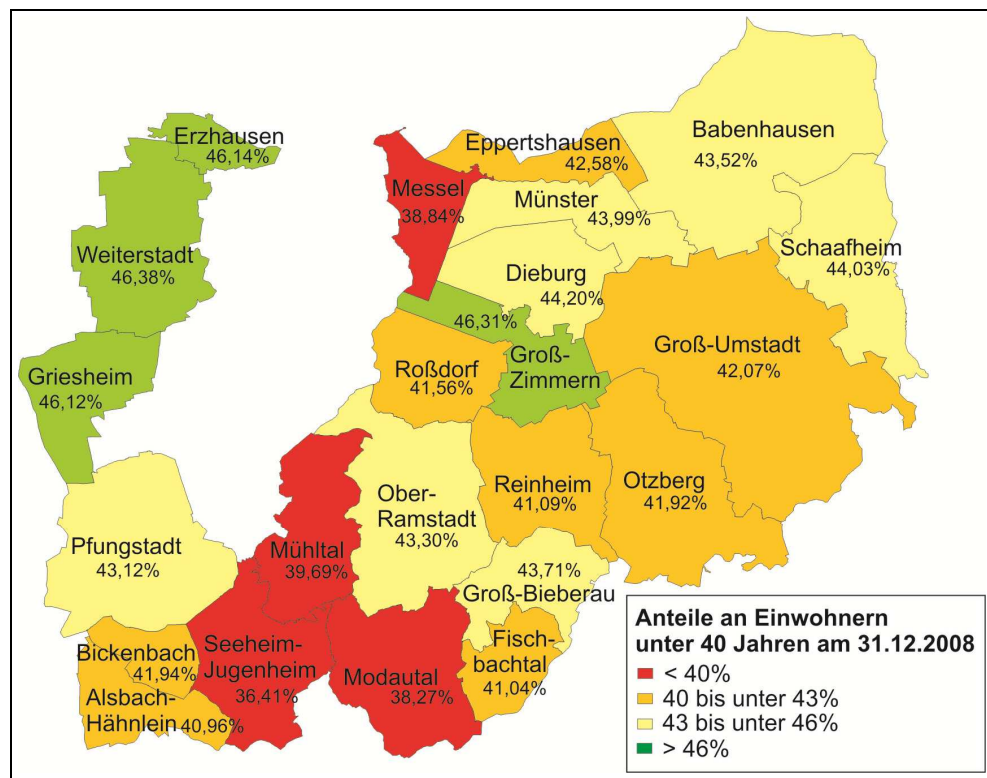 Erzhausen
46,14%
Eppertshausen
42,58%
Babenhausen
43,52%
Messel
38,84%
Münster
43,99%
Weiterstadt
46,38%
Schaafheim
44,03%
Dieburg
44,20%
46,31%
Groß-
Zimmern
Groß-Umstadt
42,07%
Griesheim
46,12%
Roßdorf
41,56%
Reinheim
41,09%
Otzberg
41,92%
Ober-
Ramstadt
43,30%
Pfungstadt
43,12%
Mühltal
39,69%
43,71%
Groß-Bieberau
Bickenbach
41,94%
Seeheim-
Jugenheim
36,41%
Modautal
38,27%
Fisch-
bachtal
41,04%
Alsbach-
Hähnlein 40,96%
Anteile an Einwohnern
unter 40 Jahren am 31.12.2008
< 40%
40 bis unter 43%
43 bis unter 46%
> 46%